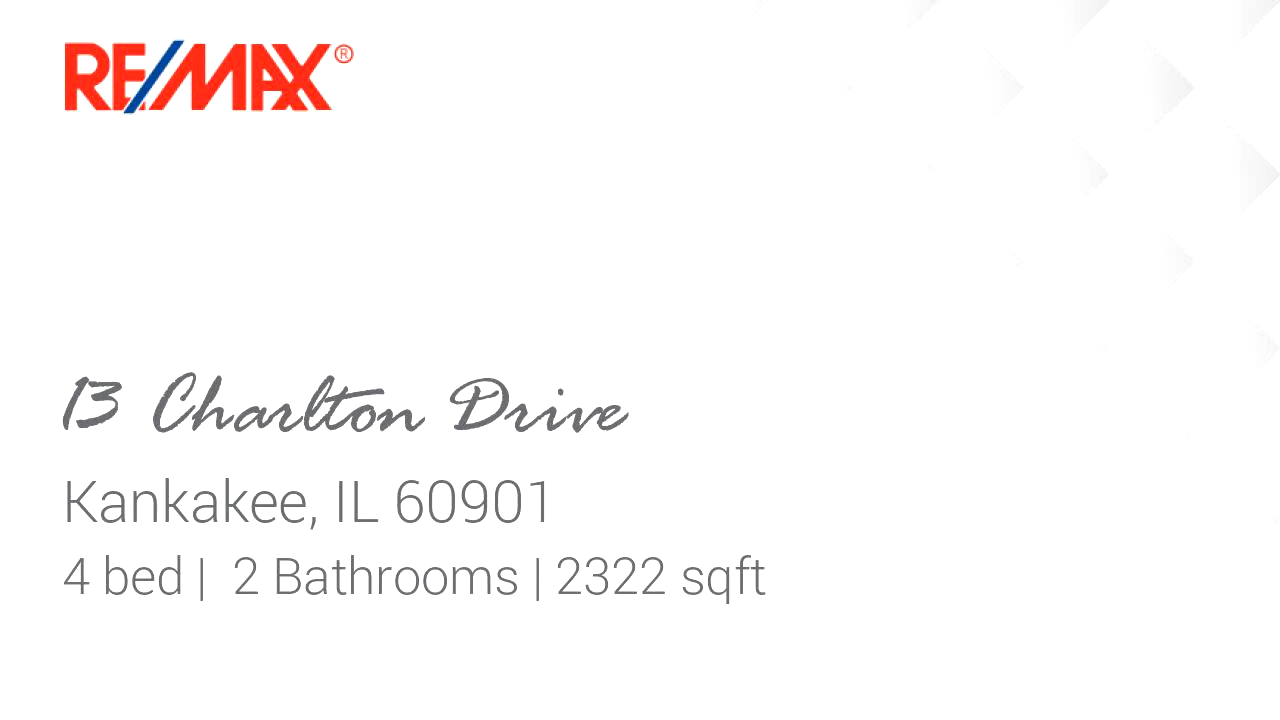 RE/MAX®
13 Charlton Drive
Kankakee, IL 60901
4 bed | 2 Bathrooms | 2322 sqft